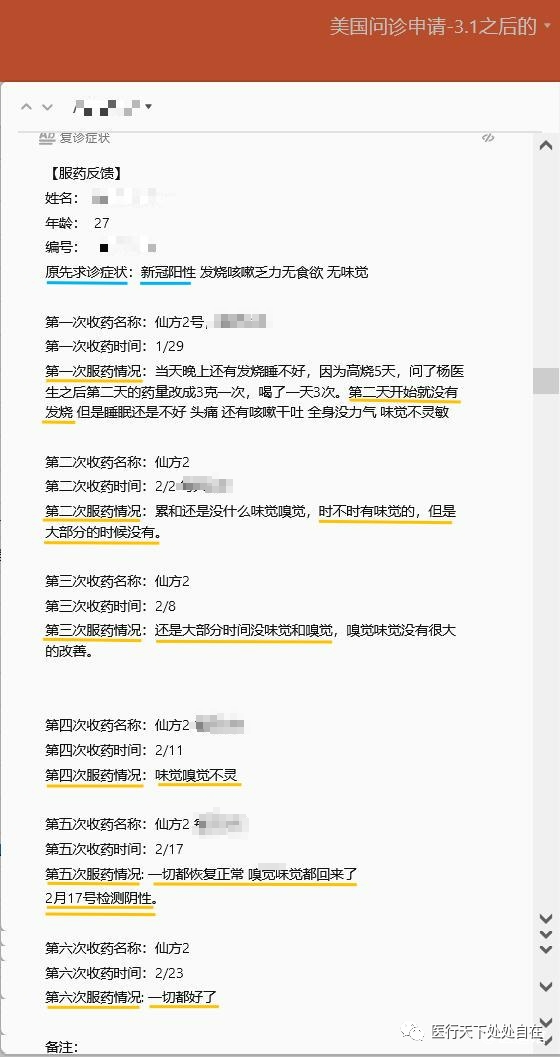 美国问诊申请-3.1之后的
复诊症状
【服药反馈】
姓名：
年龄： 27
编号：
原先求诊症状：新冠阳性 发烧咳嗽乏力无食欲 无味觉
第一次收药名称：仙方2号，
第一次收药时间：1/29
第一次服药情况：当天晚上还有发烧睡不好，因为高烧5天，问了杨医
生之后第二天的药量改成3克一次，喝了一天3次。第二天开始就没有
发烧 但是睡眠还是不好 头痛 还有咳嗽干吐 全身没力气 味觉不灵敏
第二次收药名称：仙方2
第二次收药时间：2/2
第二次服药情况：累和还是没什么味觉嗅觉，时不时有味觉的，但是
大部分的时候没有。
第三次收药名称：仙方2
第三次收药时间：2/8
第三次服药情况：还是大部分时间没味觉和嗅觉，嗅觉味觉没有很大
的改善。
第四次收药名称：仙方2
第四次收药时间：2/11
第四次服药情况：味觉嗅觉不灵
第五次收药名称：仙方2
第五次收药时间：2/17
第五次服药情况：一切都恢复正常 嗅觉味觉都回来了
2月17号检测阴性。
第六次收药名称：仙方2
第六次收药时间：2/23
第六次服药情况：一切都好了
备注：
医行天下处处自在